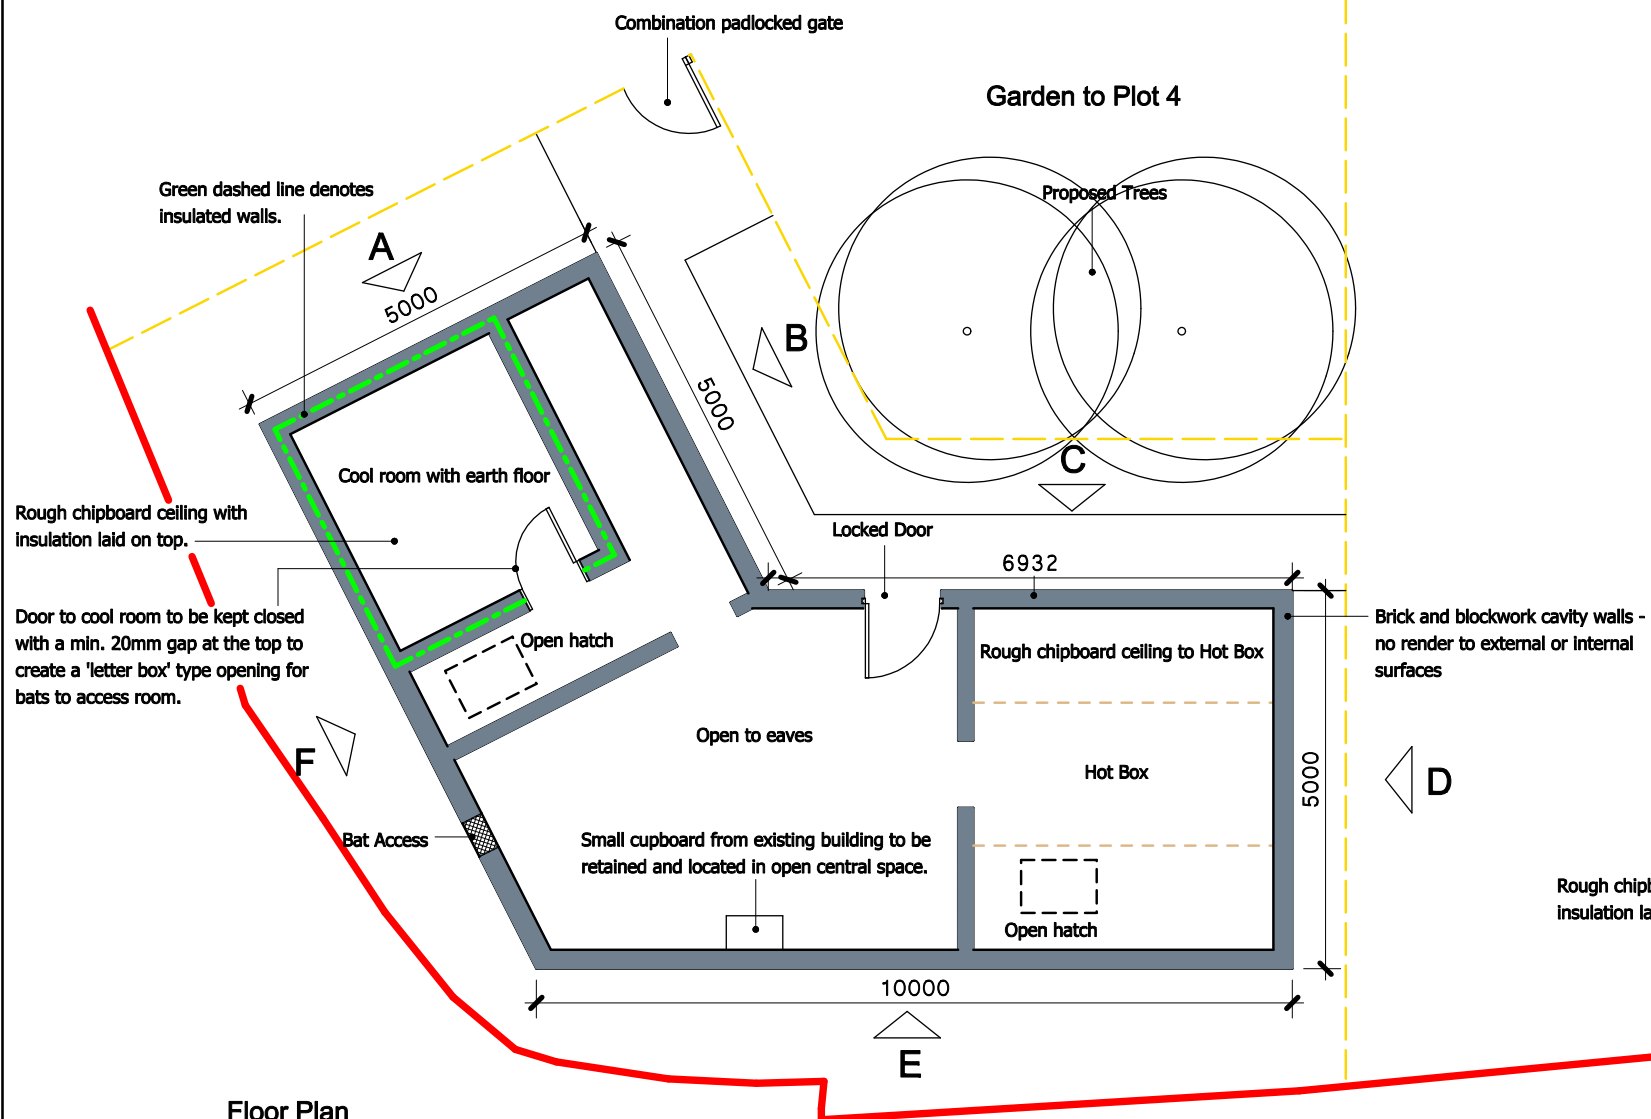 Combination padlocked gate
Garden to Plot 4
Green dashed line denotes
insulated walls.
Proposed Trees
A
5000
B
5000
C
Cool room with earth floor
Rough chipboard ceiling with
insulation laid on top.
Locked Door
6932
Door to cool room to be kept closed
with a min. 20mm gap at the top to
create a 'letter box' type opening for
bats to access room.
Open hatch
Rough chipboard ceiling to Hot Box
Brick and blockwork cavity walls -
no render to external or internal
surfaces
Open to eaves
F
Hot Box
5000
D
Bat Access
Small cupboard from existing building to be
retained and located in open central space.
Rough chipb
insulation la
Open hatch
10000
E
Floor Plan